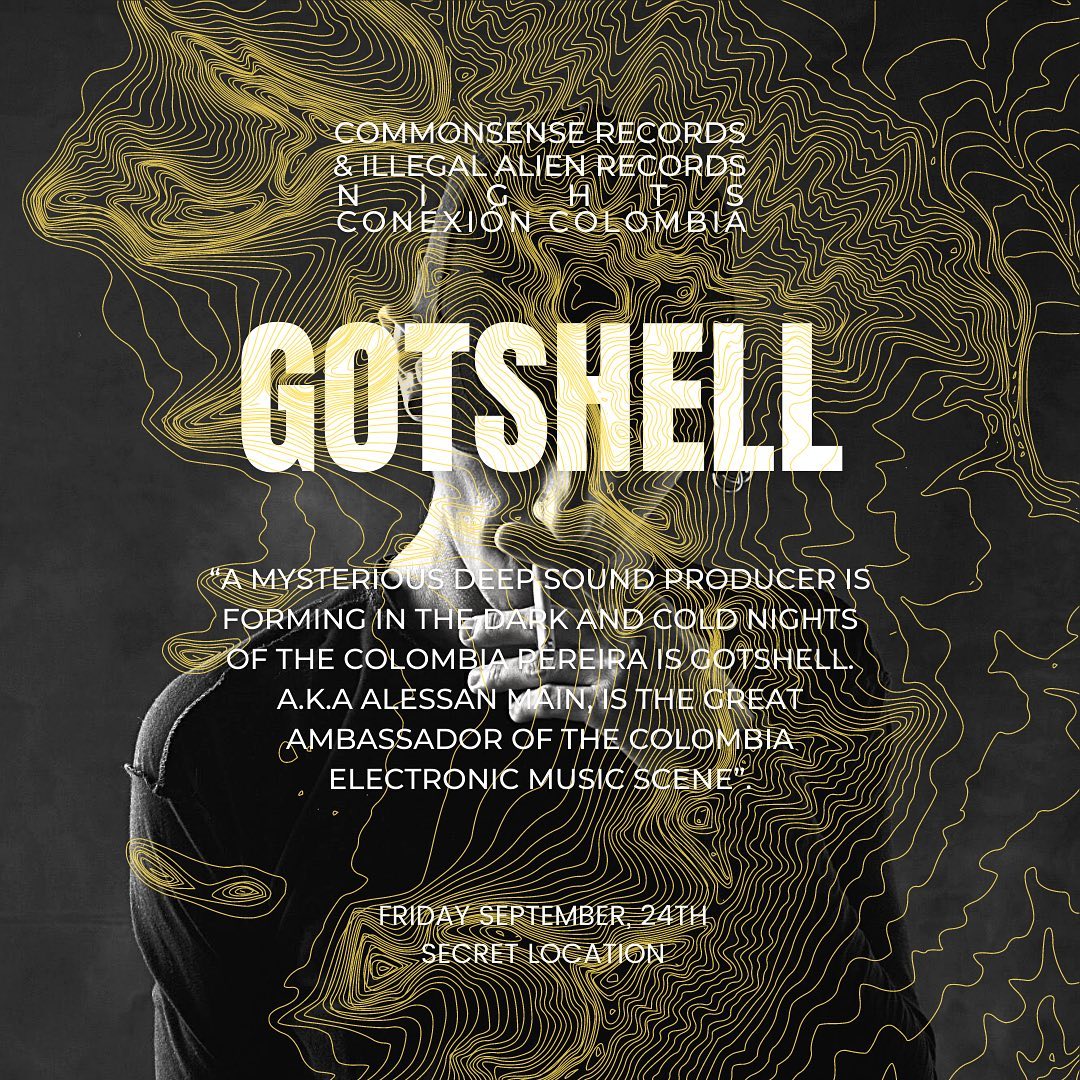 COMMONSENSE RECORDS
& ILLEGAL ALIEN RECORDS
NIGHTS
CONEXION COLOMBIA
GOTSHELL
“A MYSTERIOUS DEEP SOUND PRODUCER IS
FORMING IN THE DARK AND COLD NIGHTS
OF THE COLOMBIA PEREIRA IS GOTSHELL.
A.K.A ALESSAN MAIN, IS THE GREAT
AMBASSADOR OF THE COLOMBIA
ELECTRONIC MUSIC SCENE”.
FRIDAY SEPTEMBER, 24TH
SECRET LOCATION